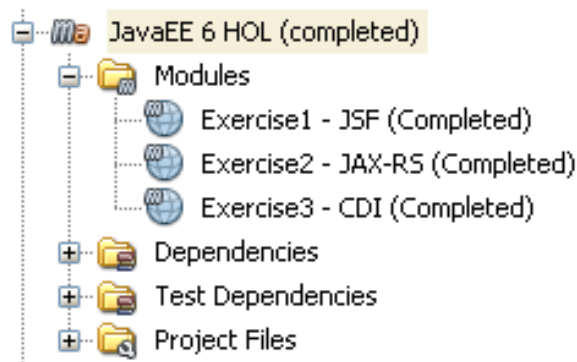 JavaEE 6 HOL (completed)
Modules
Exercise1 - JSF (Completed)
Exercise2 - JAX-RS (Completed)
Exercise3 - CDI (Completed)
Dependencies
Test Dependencies
Project Files